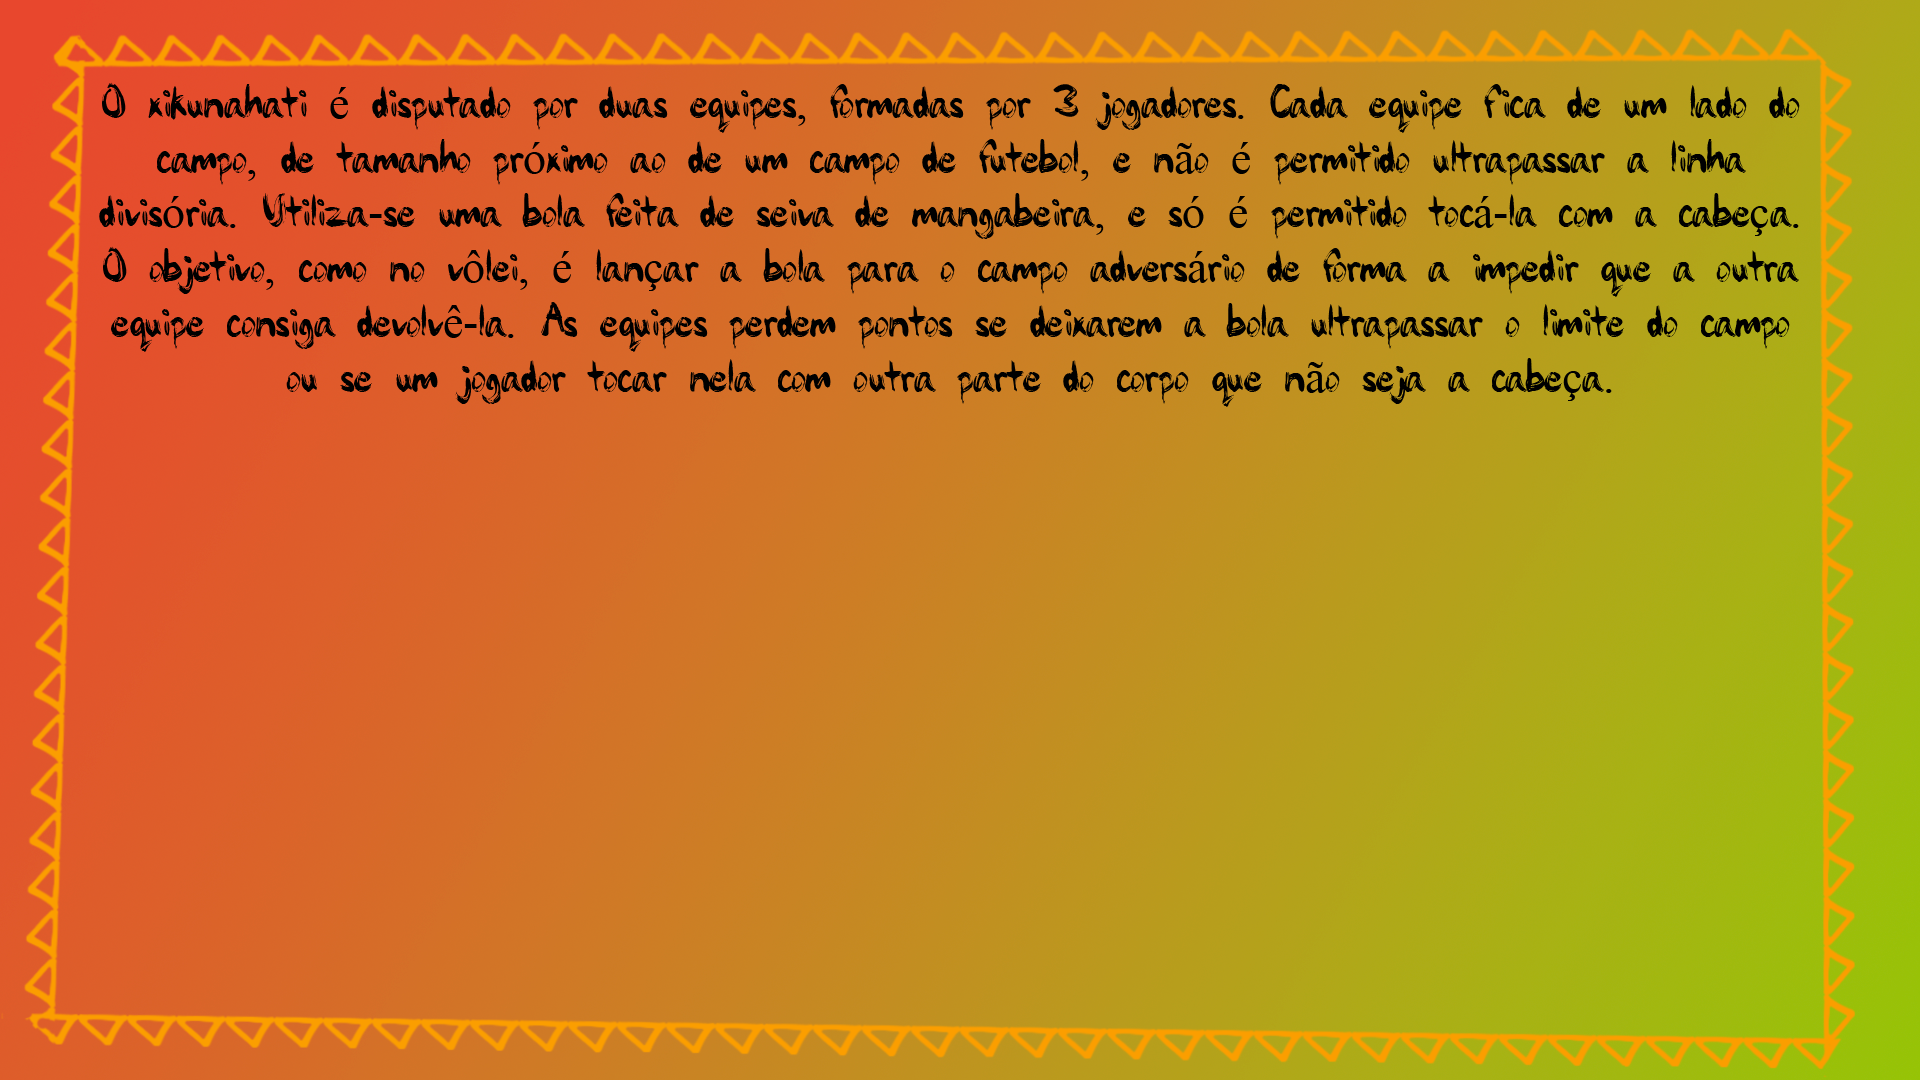 O xikunahati é disputado por duas equipes, formadas por 3 jogadores. Cada equipe fica de um lado do
campo, de tamanho próximo ao de um campo de futebol, e não é permitido ultrapassar a linha
divisória. Utiliza-se uma bola feita de seiva de mangabeira, e só é permitido tocá-la com a cabeça.
O objetivo, como no vôlei, é lançar a bola para o campo adversário de forma a impedir que a outra
equipe consiga devolvê-la. As equipes perdem pontos se deixarem a bola ultrapassar o limite do campo
ou se um jogador tocar nela com outra parte do corpo que não seja a cabeça.